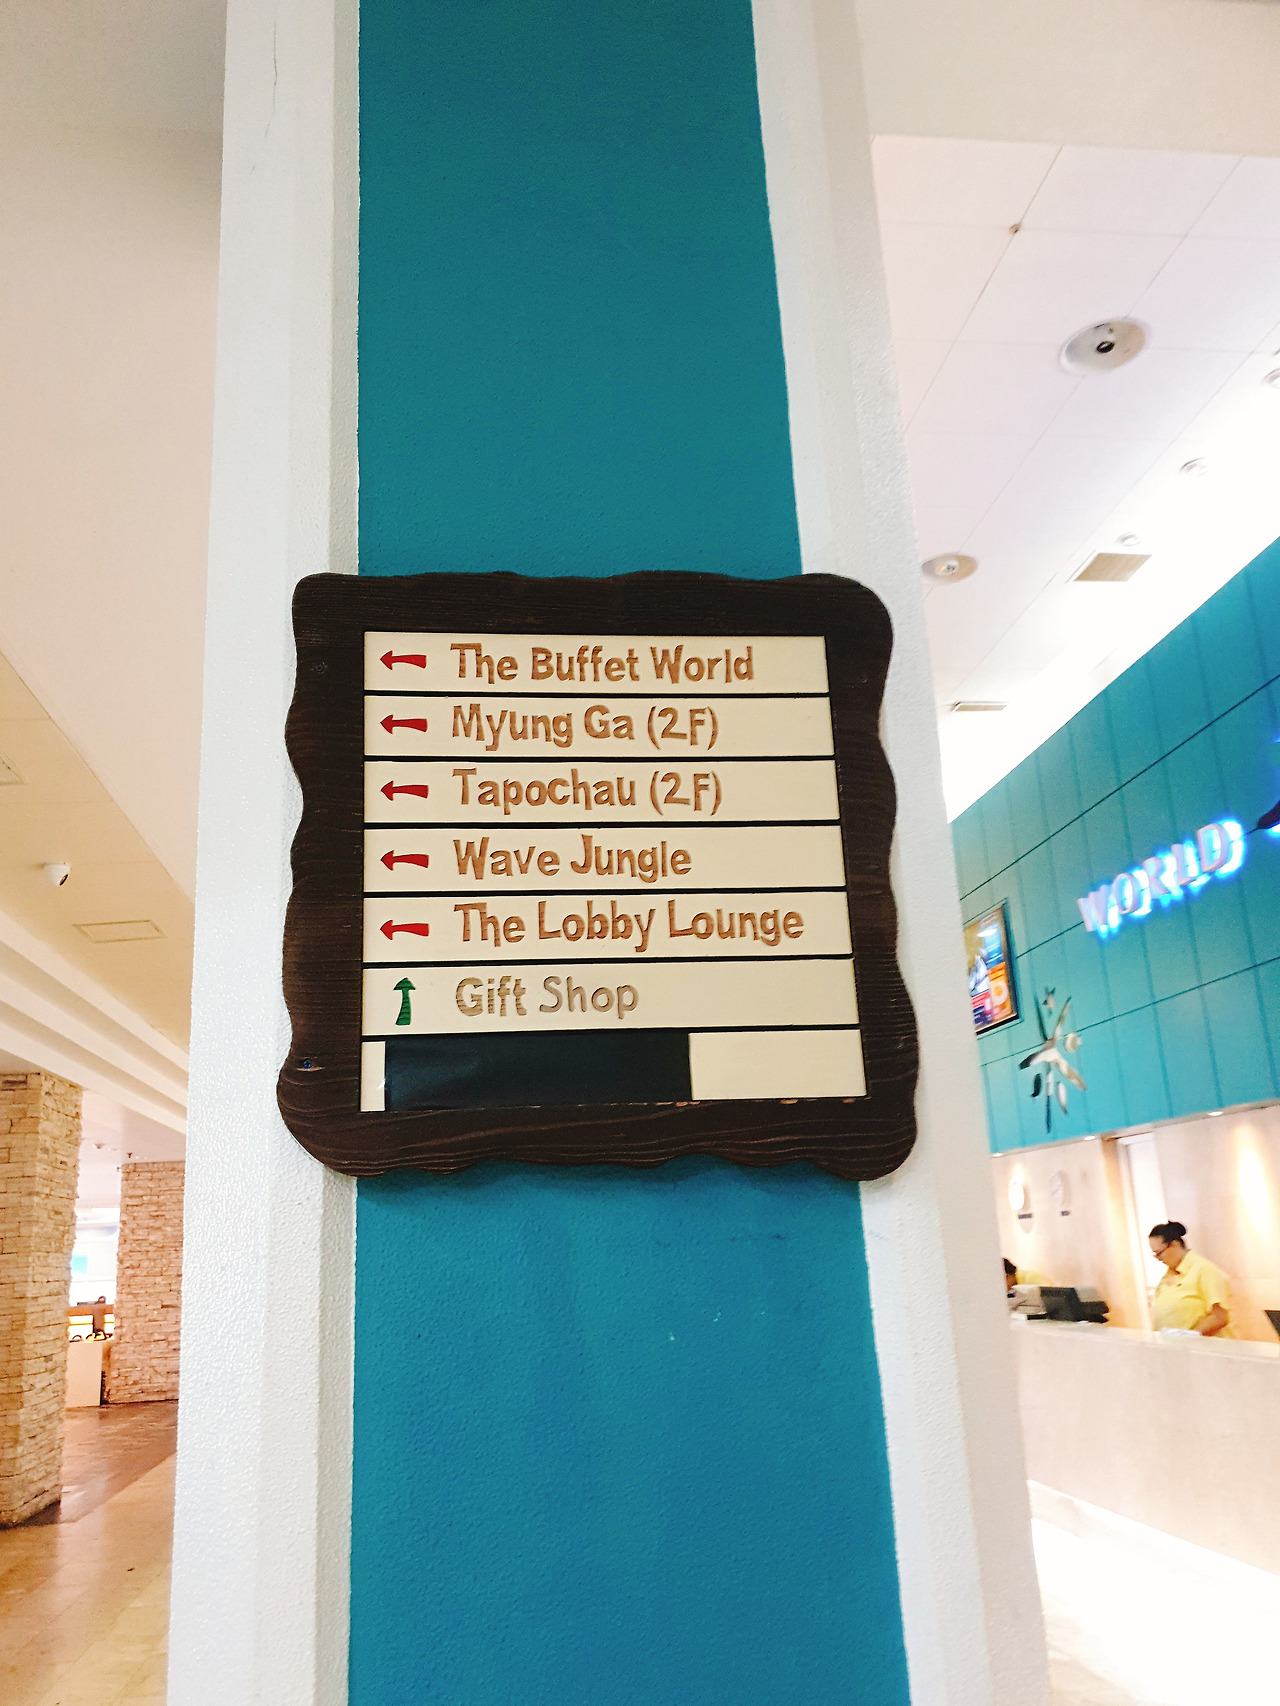 The Buffet World
Myung Ga (2F)
Tapochau (2F)
Wave Jungle
The Lobby Lounge
Gift Shop
WORLD